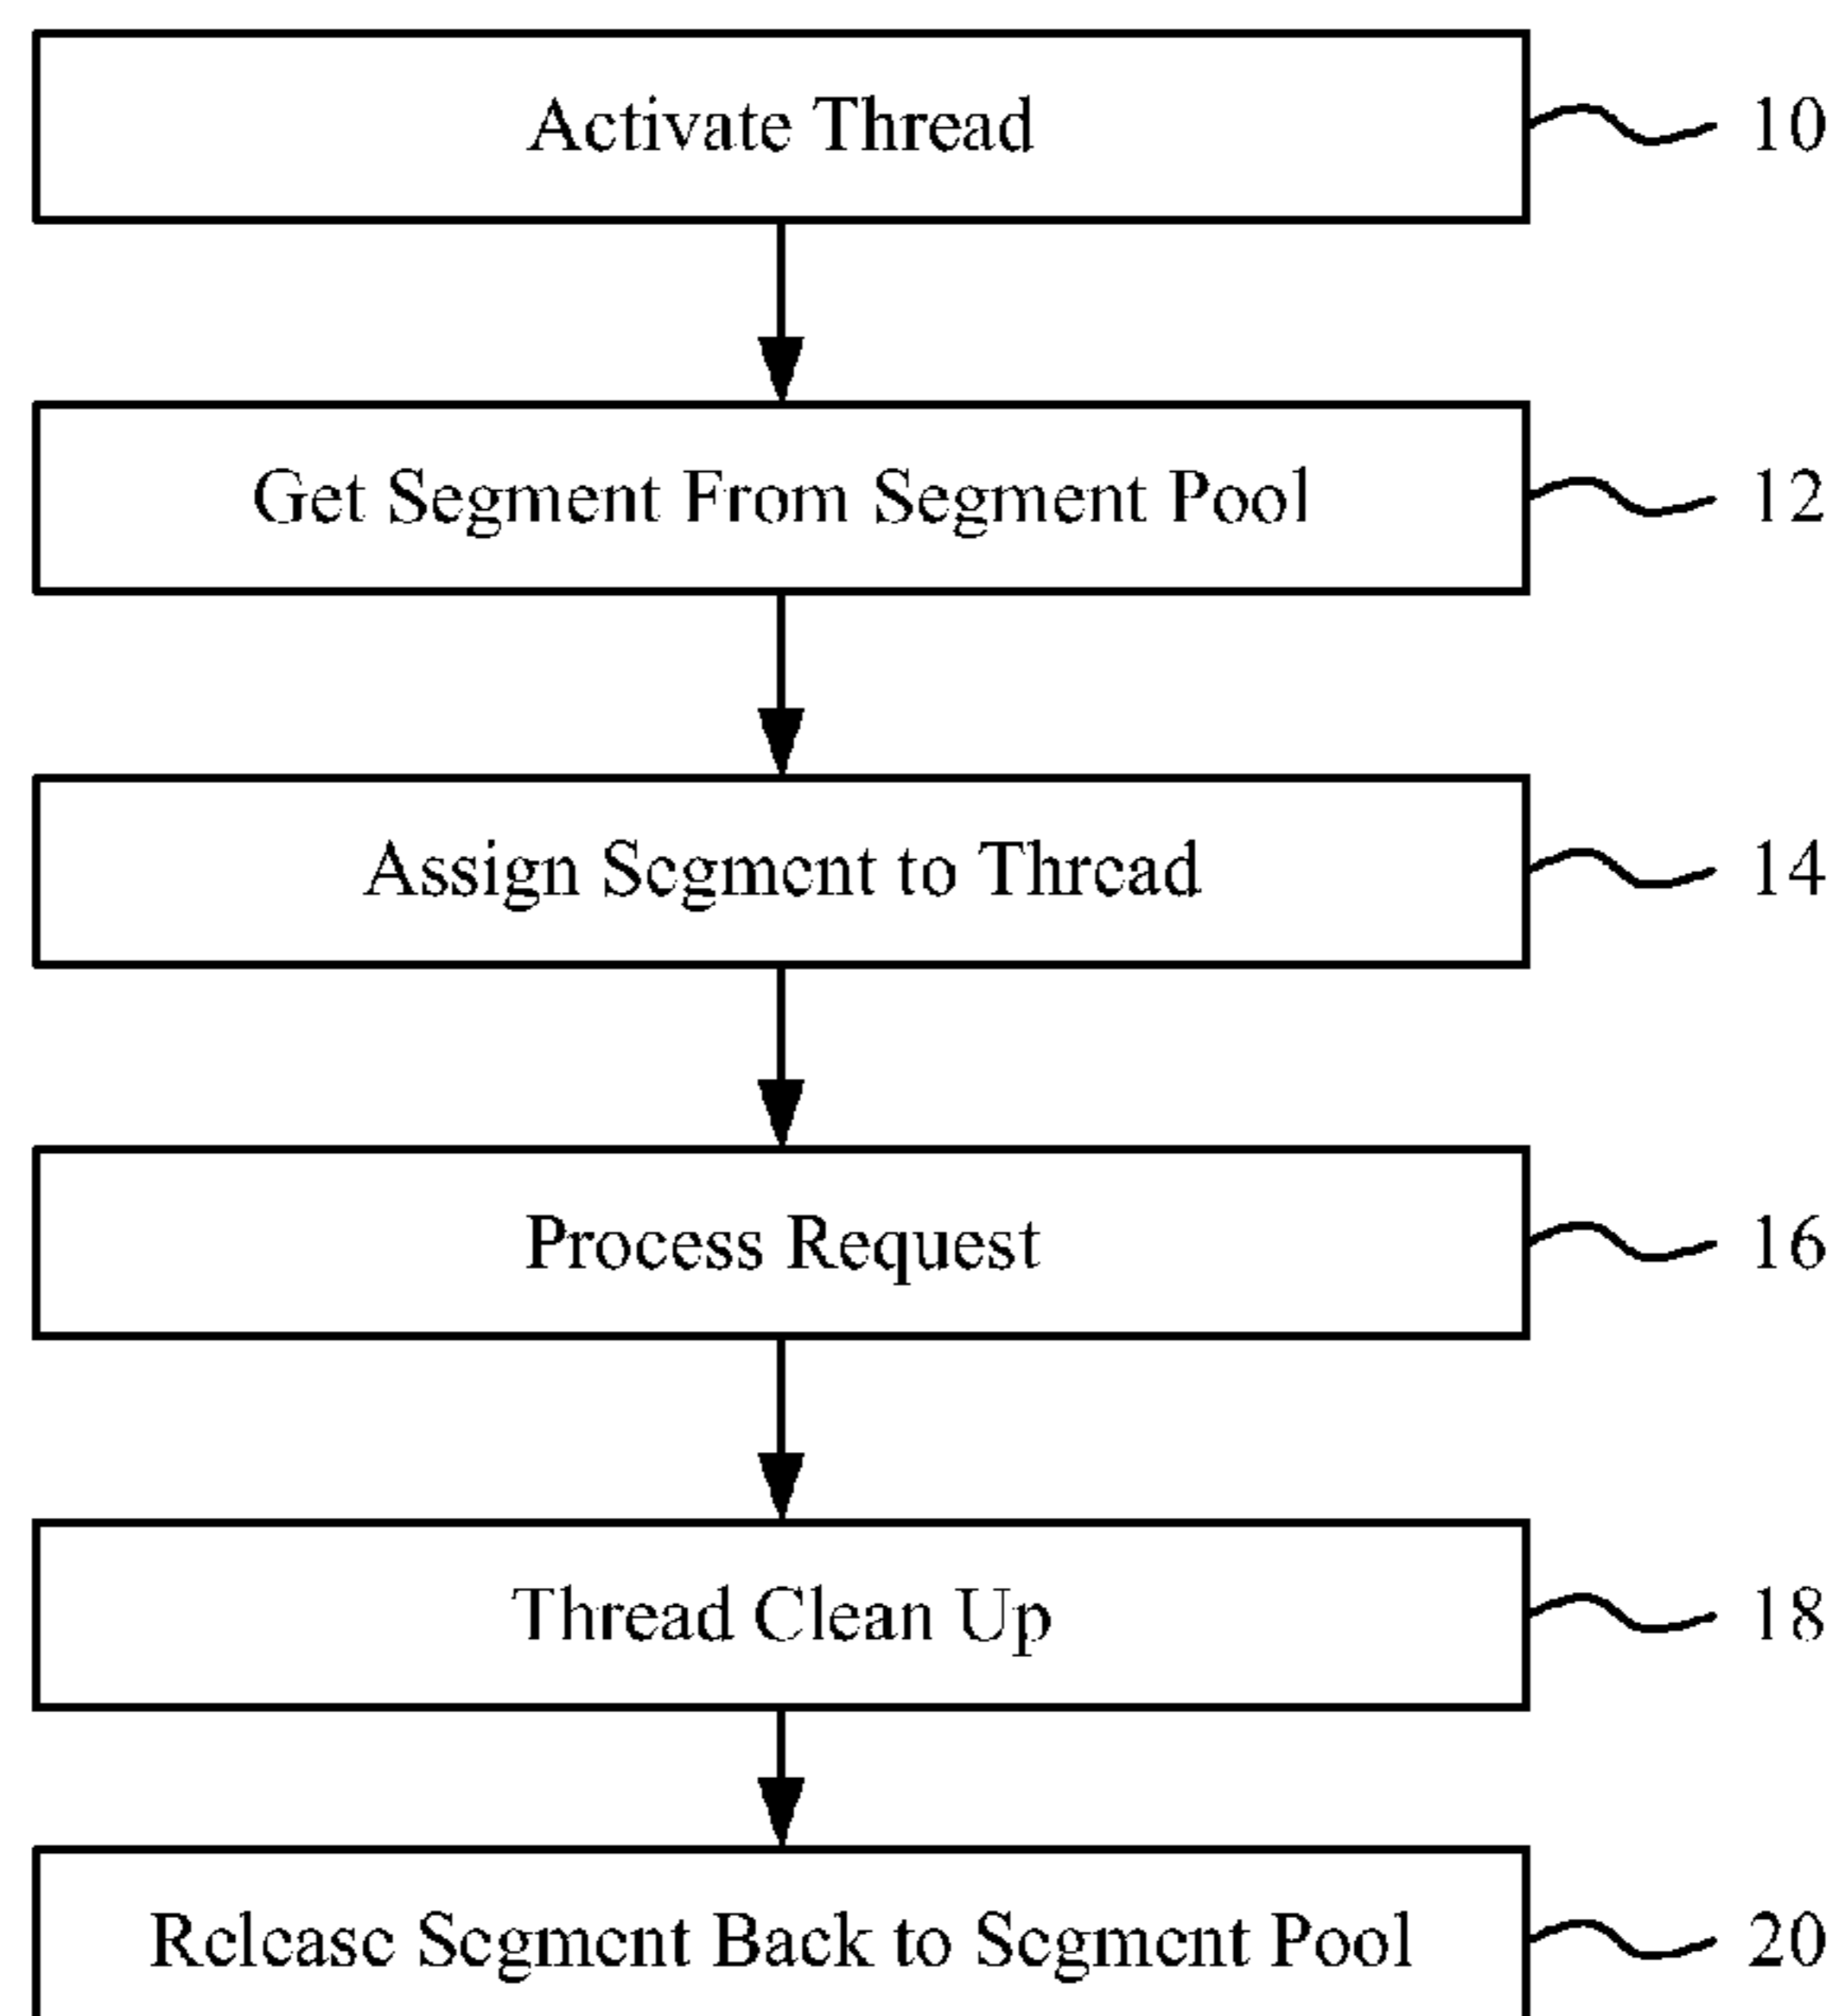 Activate Thread 10
Get Segment From Segment Pool 12
Assign Segment to Thread 14
Process Request 16
Thread Clean Up 18
Release Segment Back to Segment Pool 20